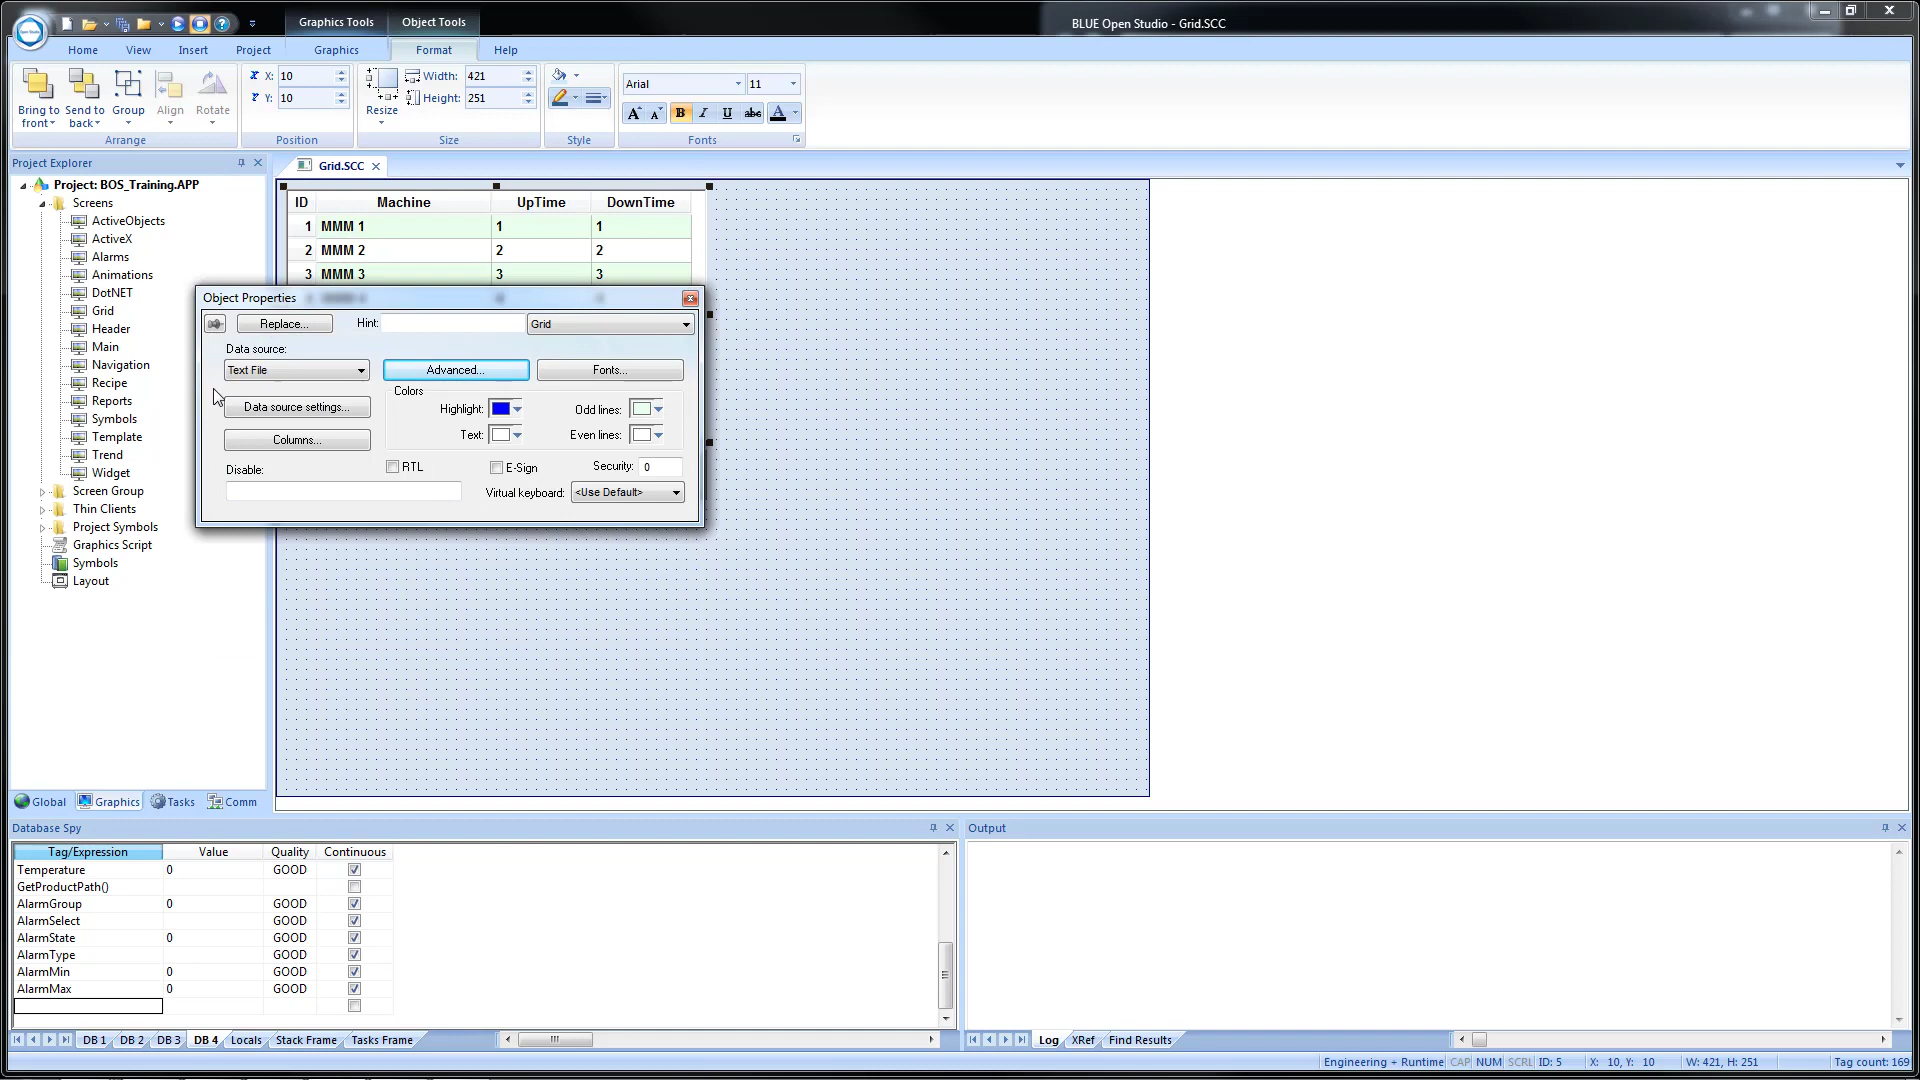 Graphics Tools
Object Tools
BLUE Open Studio - Grid.SCC
Home
View
Insert
Project
Graphics
Format
Help
Bring to front
Send to back
Group
Align
Rotate
Arrange
X: 10
Y: 10
Position
Resize
Width: 421
Height: 251
Size
Style
Arial
11
A A B I U abc A
Fonts
Project Explorer
Grid.SCC
Project: BOS_Training.APP
Screens
ActiveObjects
ActiveX
Alarms
Animations
DotNET
Grid
Header
Main
Navigation
Recipe
Reports
Symbols
Template
Trend
Widget
Screen Group
Thin Clients
Project Symbols
Graphics Script
Symbols
Layout
ID Machine UpTime DownTime
1 MMM 1 1 1
2 MMM 2 2 2
3 MMM 3 3 3
Object Properties
Replace...
Hint:
Grid
Data source:
Text File
Advanced...
Fonts...
Data source settings...
Columns...
Colors
Highlight:
Odd lines:
Text:
Even lines:
Disable:
RTL
E-Sign
Security: 0
Virtual keyboard: <Use Default>
Global
Graphics
Tasks
Comm
Database Spy
Tag/Expression Value Quality Continuous
Temperature 0 GOOD
GetProductPath()
AlarmGroup 0 GOOD
AlarmSelect GOOD
AlarmState 0 GOOD
AlarmType GOOD
AlarmMin 0 GOOD
AlarmMax 0 GOOD
DB 1 DB 2 DB 3 DB 4 Locals Stack Frame Tasks Frame
Output
Log XRef Find Results
Engineering + Runtime CAP NUM SCRL ID: 5 X: 10, Y: 10 W: 421, H: 251 Tag count: 169